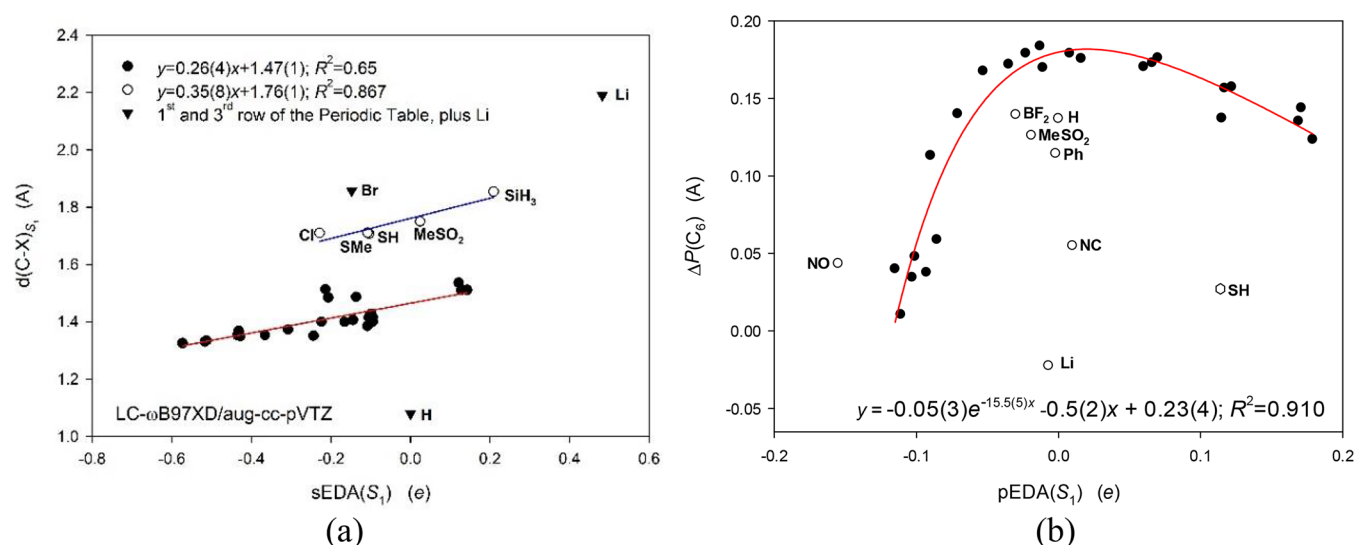 2.4
2.2
2.0
1.8
1.6
1.4
1.2
1.0
d(C-X)S1 (A)
y=0.26(4)x+1.47(1); R2=0.65
y=0.35(8)x+1.76(1); R2=0.867
1st and 3rd row of the Periodic Table, plus Li
Li
Br
SiH3
Cl
SMe
SH
MeSO2
H
LC-ωB97XD/aug-cc-pVTZ
-0.8
-0.6
-0.4
-0.2
0.0
0.2
0.4
0.6
sEDA(S1) (e)
(a)
0.20
0.15
0.10
0.05
0.00
-0.05
ΔP(C6) (A)
BF2
H
MeSO2
Ph
NC
NO
SH
Li
y = -0.05(3)e-15.5(5)x -0.5(2)x + 0.23(4); R2=0.910
-0.2
-0.1
0.0
0.1
0.2
pEDA(S1) (e)
(b)